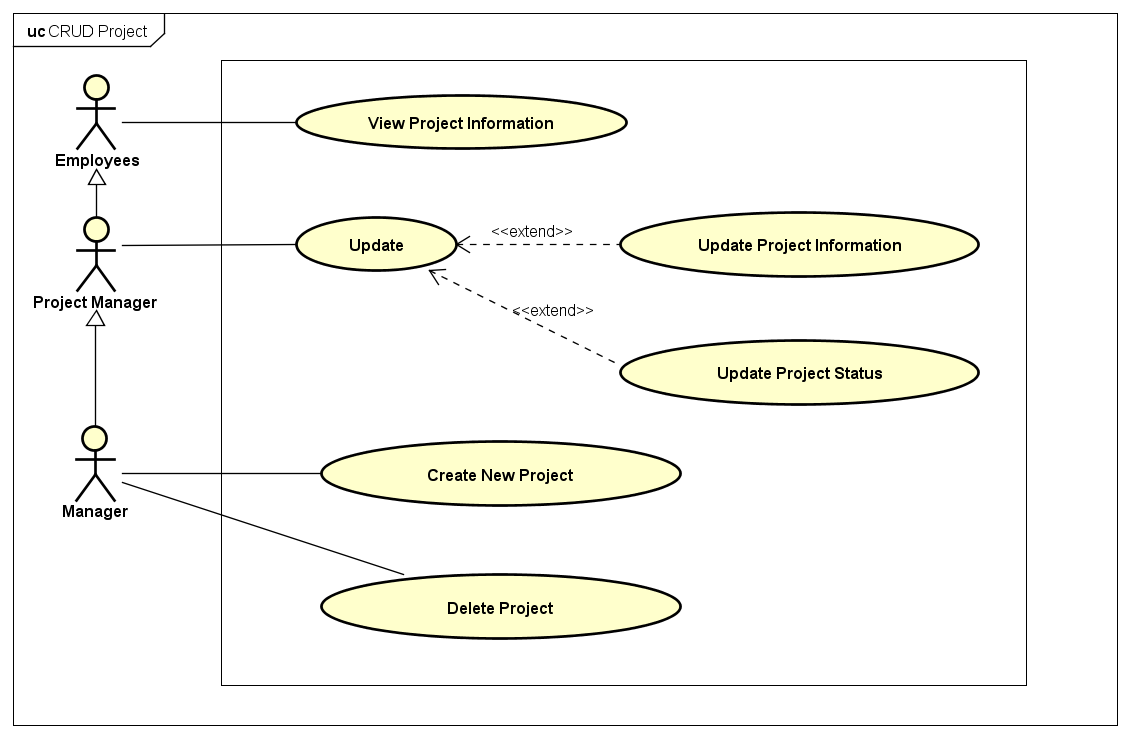 uc CRUD Project
View Project Information
Employees
<<extend>>
Update
Update Project Information
Project Manager
<<extend>>
Update Project Status
Create New Project
Manager
Delete Project